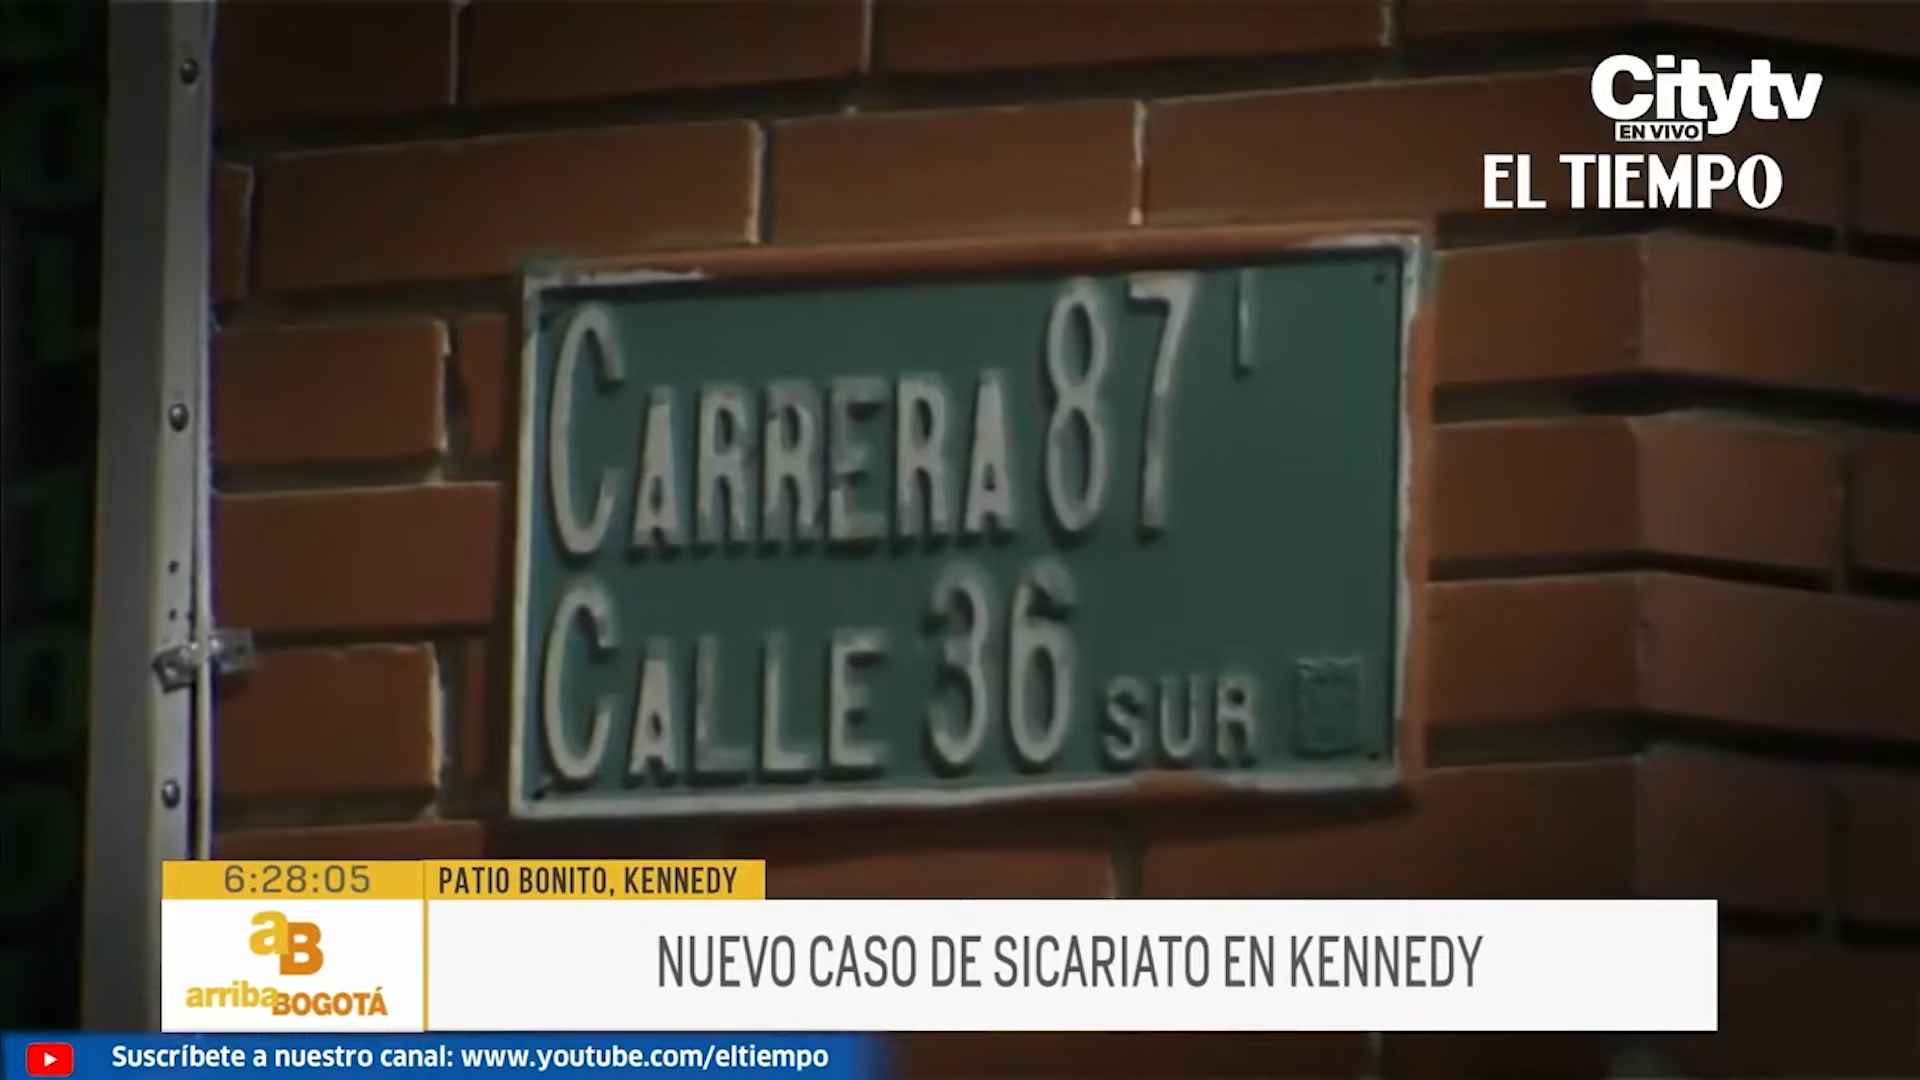 Citytv
EN VIVO
EL TIEMPO
CARRERA 87
CALLE 36 SUR
6:28:05
PATIO BONITO, KENNEDY
aB
arribaBOGOTÁ
NUEVO CASO DE SICARIATO EN KENNEDY
Suscríbete a nuestro canal: www.youtube.com/eltiempo